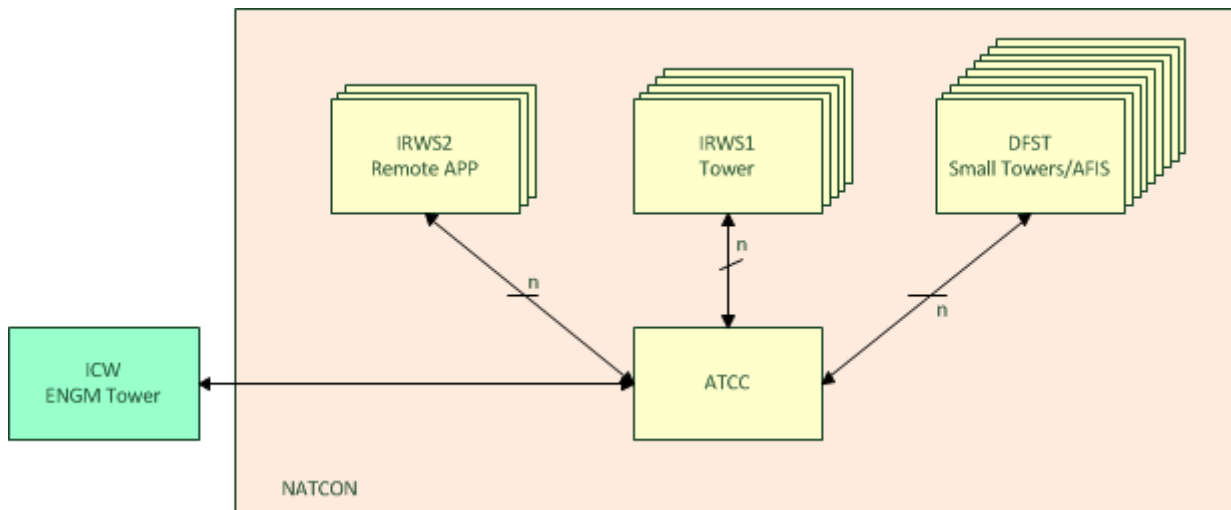 IRWS2
Remote APP
IRWS1
Tower
DFST
Small Towers/AFIS
n
n
n
ICW
ENGM Tower
ATCC
NATCON